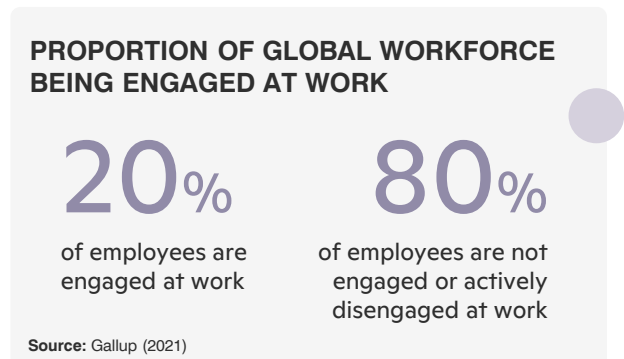 PROPORTION OF GLOBAL WORKFORCE
BEING ENGAGED AT WORK
20%
of employees are
engaged at work
80%
of employees are not
engaged or actively
disengaged at work
Source: Gallup (2021)